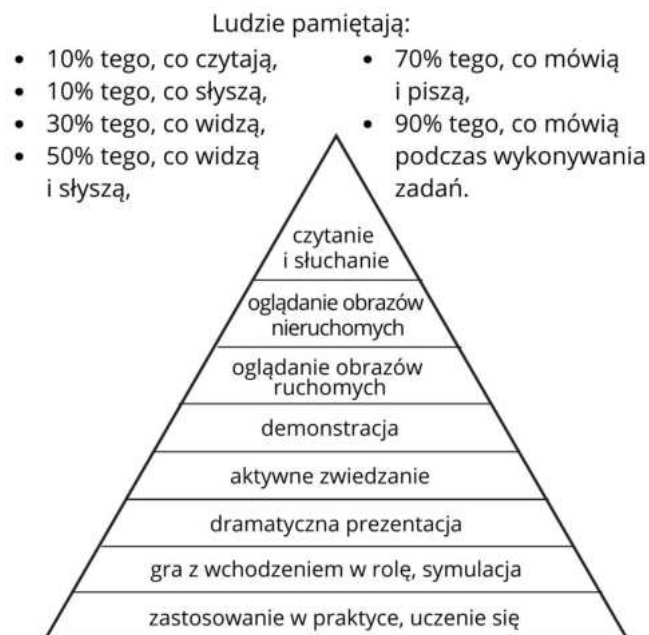 Ludzie pamiętają:
• 10% tego, co czytają,
• 10% tego, co słyszą,
• 30% tego, co widzą,
• 50% tego, co widzą
i słyszą,
• 70% tego, co mówią
i piszą,
• 90% tego, co mówią
podczas wykonywania
zadań.
czytanie
i słuchanie
oglądanie obrazów
nieruchomych
oglądanie obrazów
ruchomych
demonstracja
aktywne zwiedzanie
dramatyczna prezentacja
gra z wchodzeniem w rolę, symulacja
zastosowanie w praktyce, uczenie się